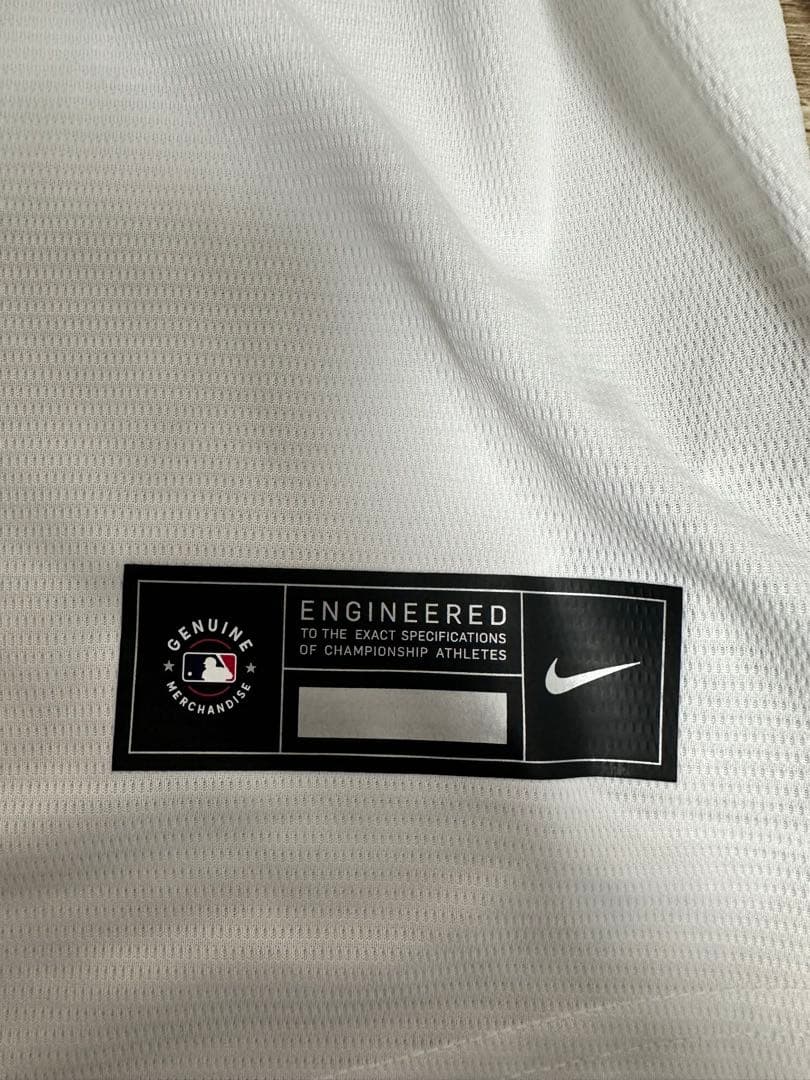 GENUINE
MERCHANDISE
ENGINEERED
TO THE EXACT SPECIFICATIONS
OF CHAMPIONSHIP ATHLETES